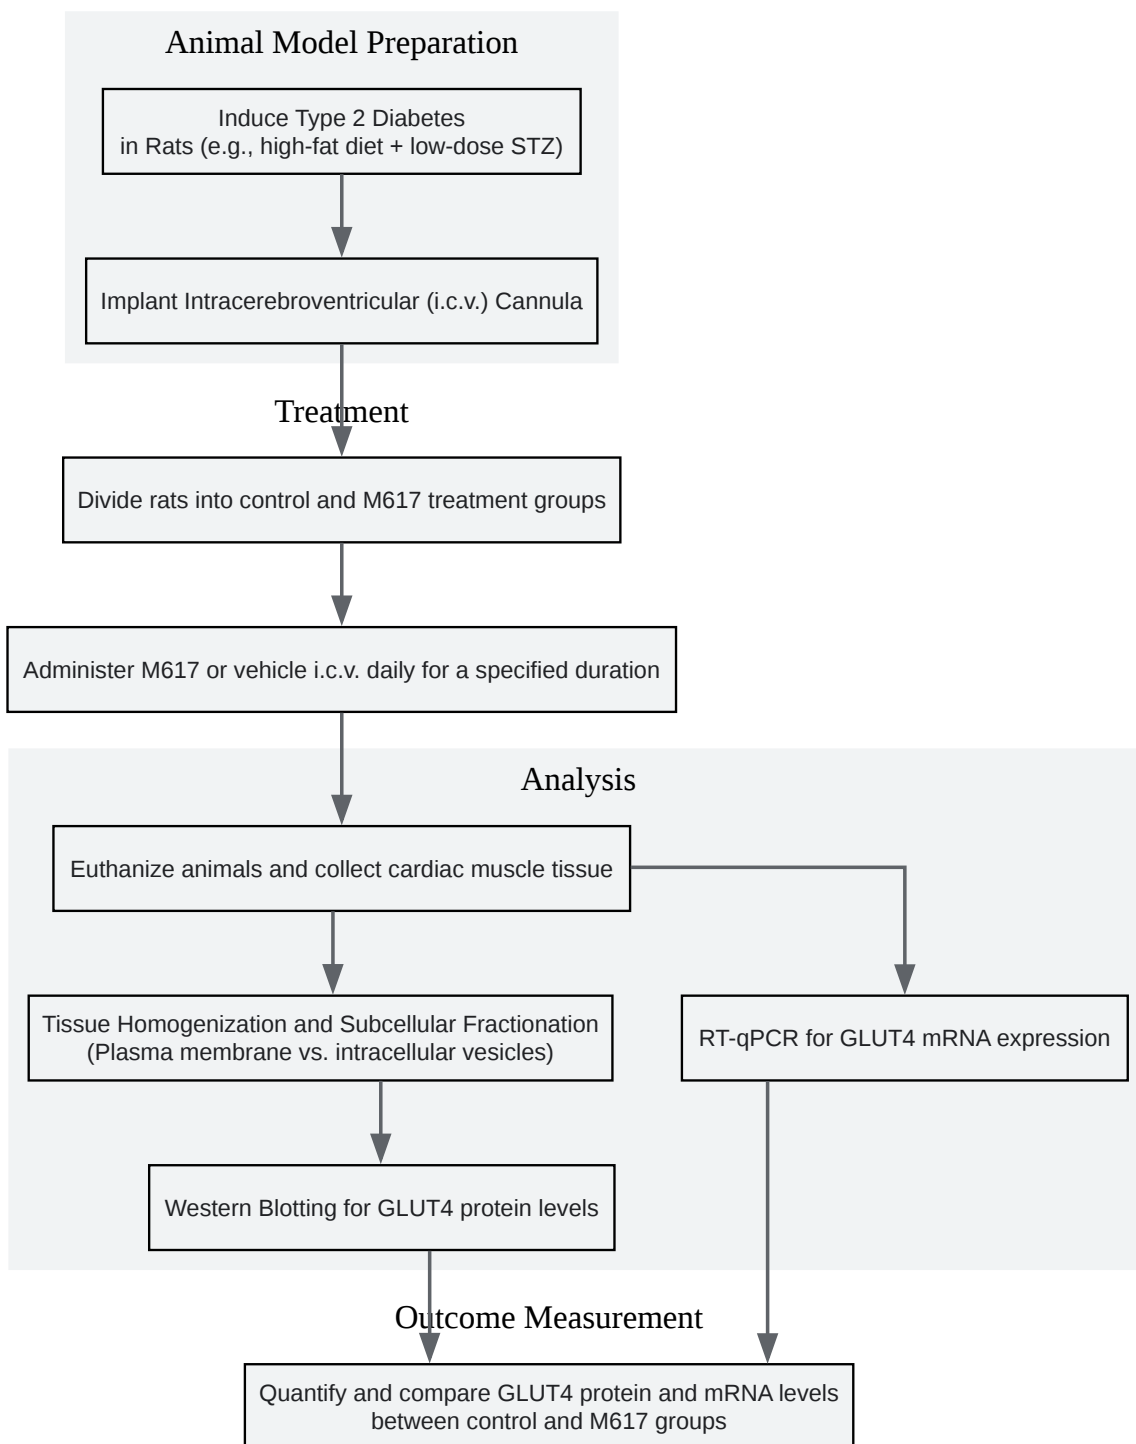 Animal Model Preparation
Induce Type 2 Diabetes
in Rats (e.g., high-fat diet + low-dose STZ)
Implant Intracerebroventricular (i.c.v.) Cannula
Treatment
Divide rats into control and M617 treatment groups
Administer M617 or vehicle i.c.v. daily for a specified duration
Analysis
Euthanize animals and collect cardiac muscle tissue
Tissue Homogenization and Subcellular Fractionation
(Plasma membrane vs. intracellular vesicles)
RT-qPCR for GLUT4 mRNA expression
Western Blotting for GLUT4 protein levels
Outcome Measurement
Quantify and compare GLUT4 protein and mRNA levels
between control and M617 groups